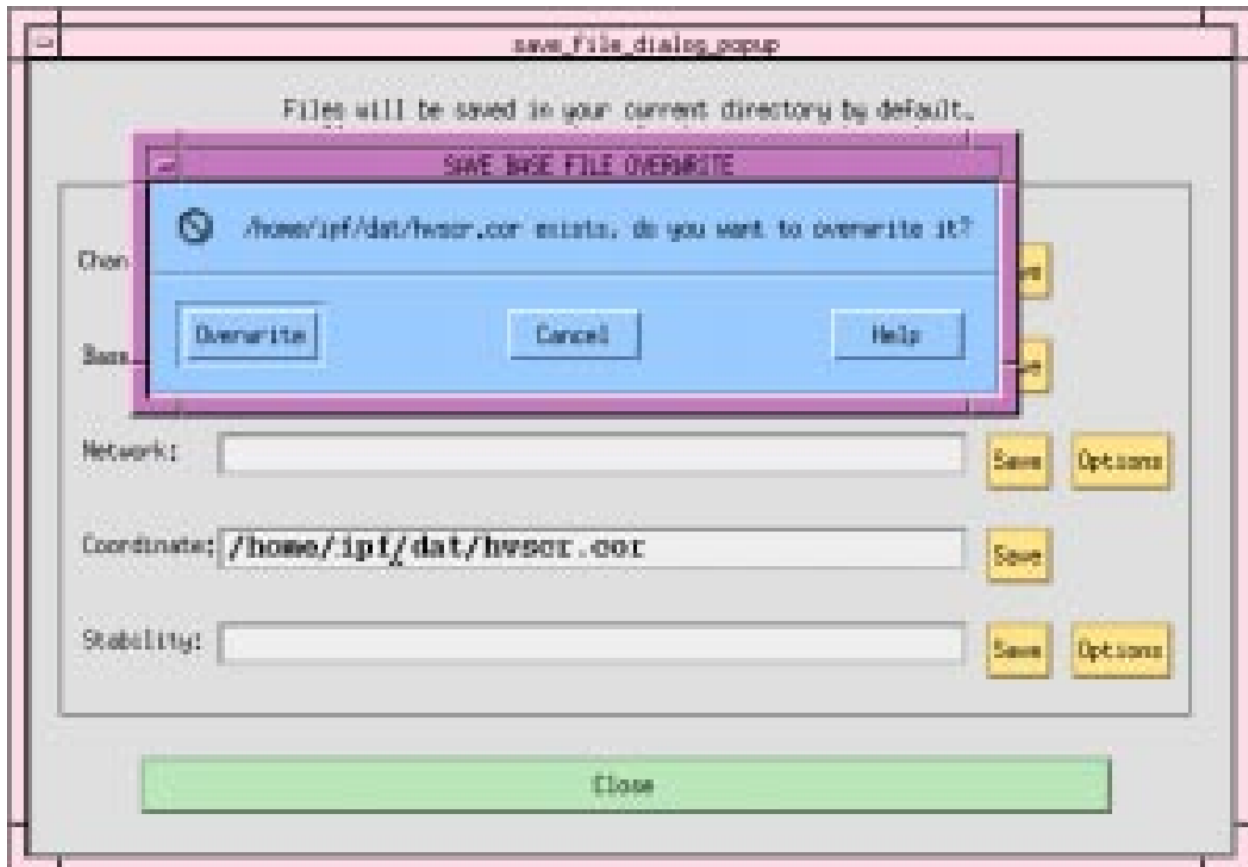 save_file_dialog_popup
Files will be saved in your current directory by default.
SAVE BASE FILE OVERWRITE
/home/ipf/dat/hvscr.cor exists, do you want to overwrite it?
Chan
Overwrite Cancel Help
Base
Network: Save Options
Coordinate: /home/ipf/dat/hvscr.cor Save
Stability: Save Options
Close